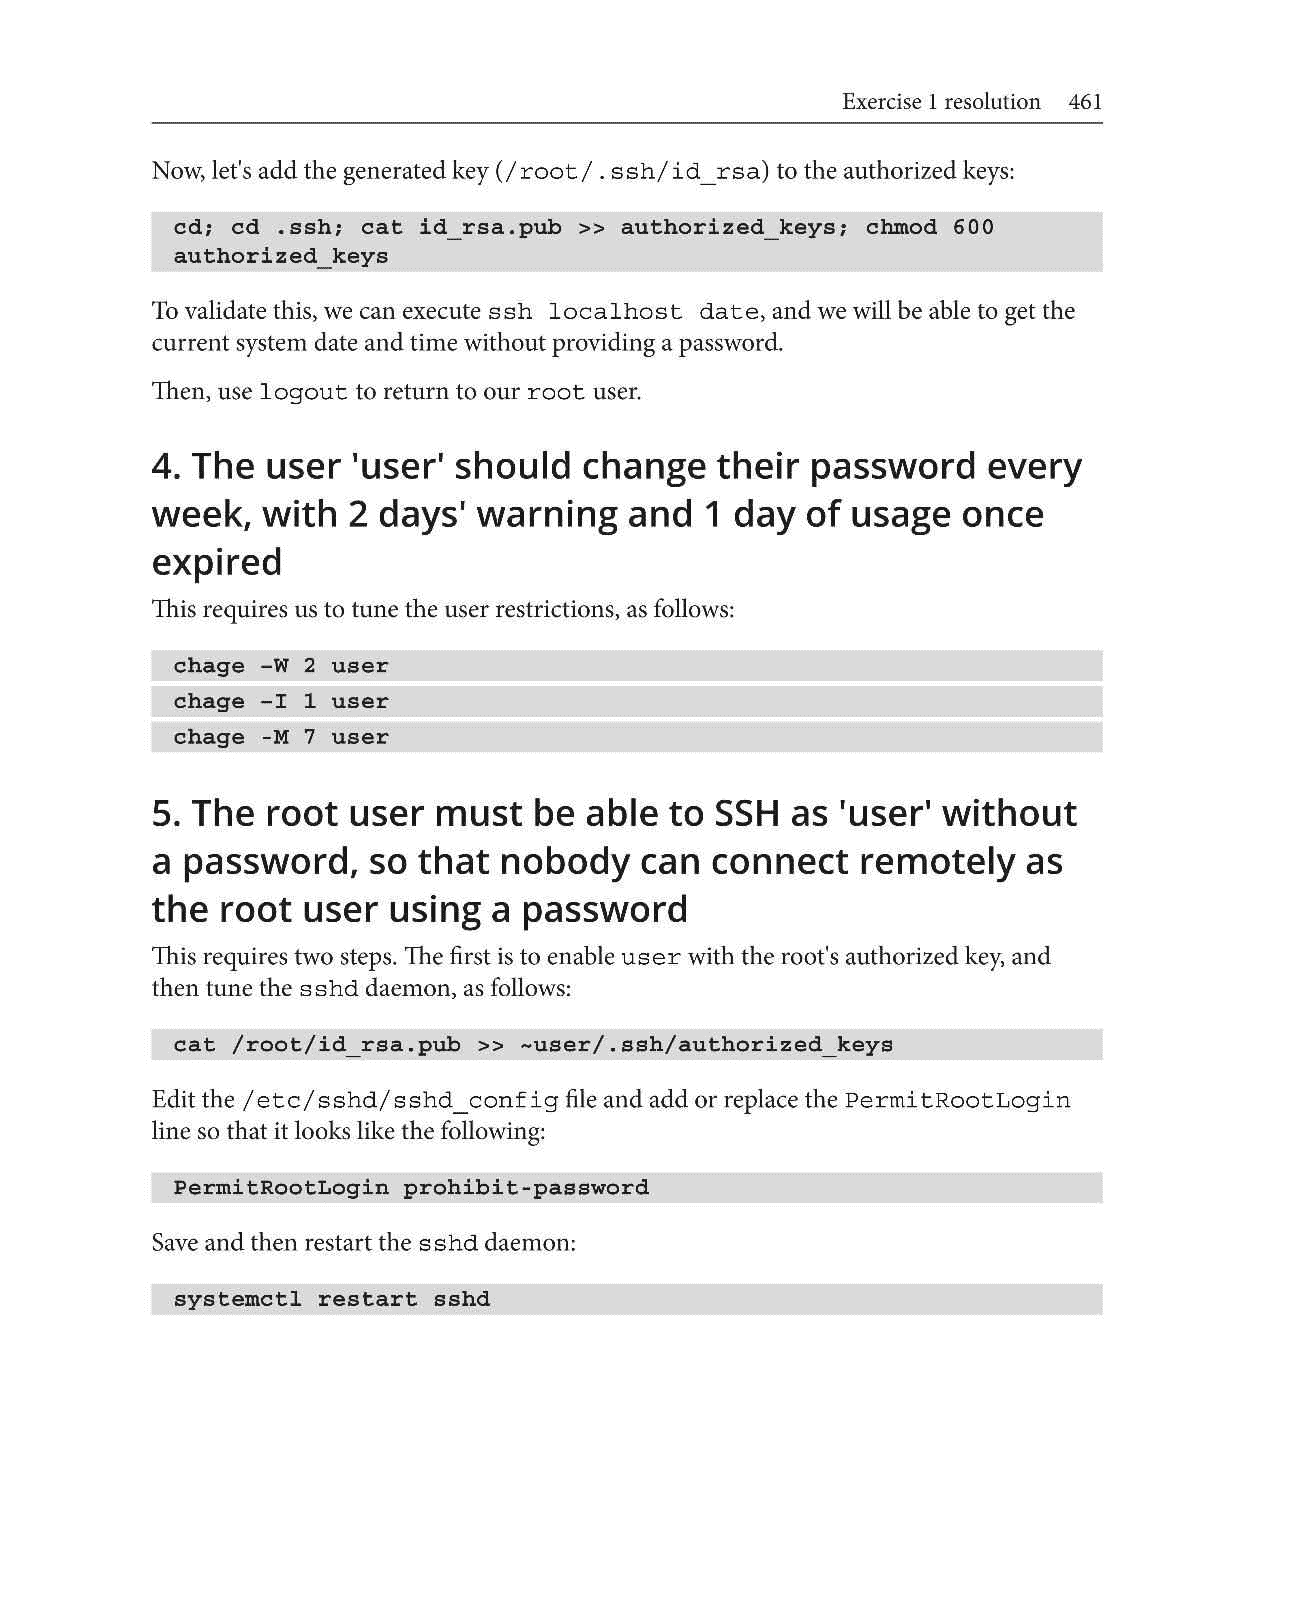 Exercise 1 resolution 461
Now, let's add the generated key (/root/.ssh/id_rsa) to the authorized keys:
cd; cd .ssh; cat id_rsa.pub >> authorized_keys; chmod 600
authorized_keys
To validate this, we can execute ssh localhost date, and we will be able to get the
current system date and time without providing a password.
Then, use logout to return to our root user.
4. The user 'user' should change their password every
week, with 2 days' warning and 1 day of usage once
expired
This requires us to tune the user restrictions, as follows:
chage –W 2 user
chage –I 1 user
chage -M 7 user
5. The root user must be able to SSH as 'user' without
a password, so that nobody can connect remotely as
the root user using a password
This requires two steps. The first is to enable user with the root's authorized key, and
then tune the sshd daemon, as follows:
cat /root/id_rsa.pub >> ~user/.ssh/authorized_keys
Edit the /etc/sshd/sshd_config file and add or replace the PermitRootLogin
line so that it looks like the following:
PermitRootLogin prohibit-password
Save and then restart the sshd daemon:
systemctl restart sshd